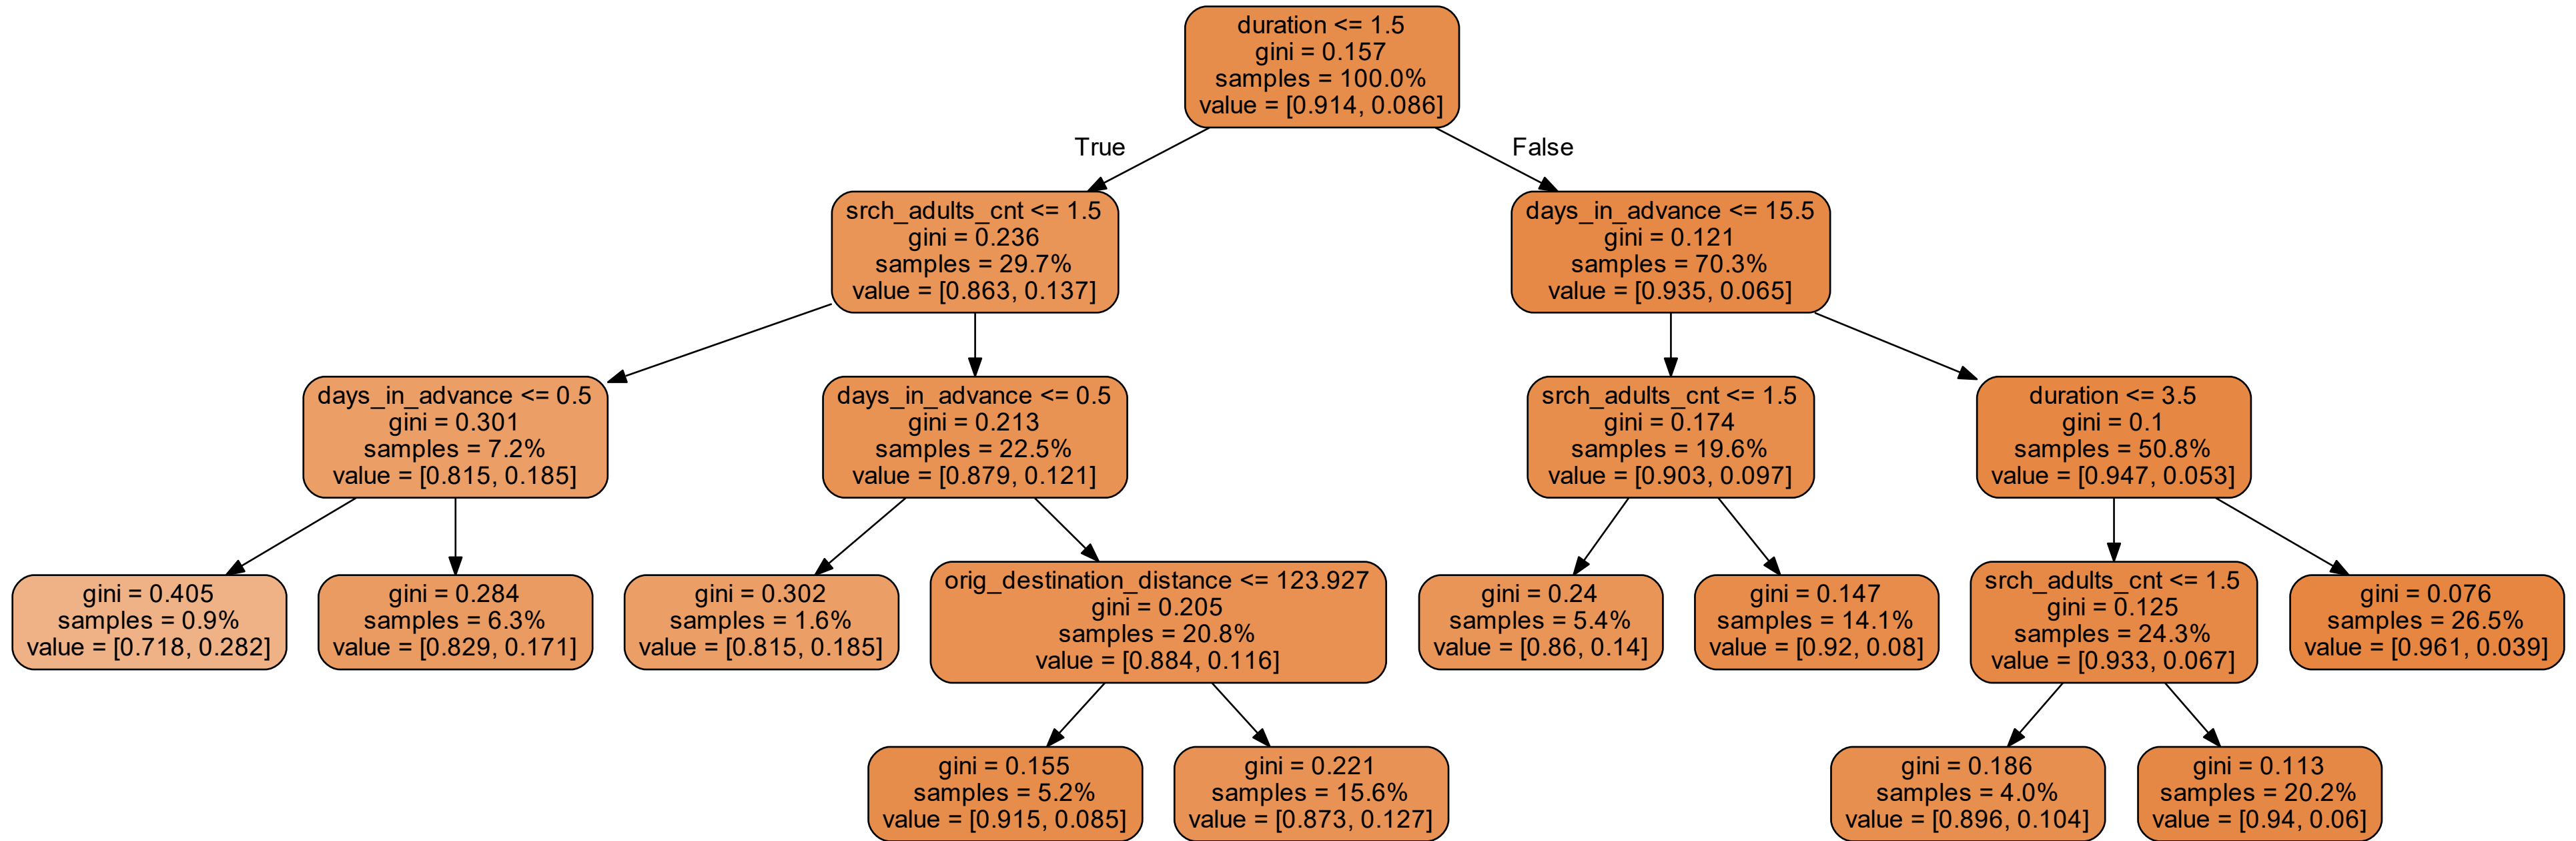 duration <= 1.5
gini = 0.157
samples = 100.0%
value = [0.914, 0.086]
True
False
srch_adults_cnt <= 1.5
gini = 0.236
samples = 29.7%
value = [0.863, 0.137]
days_in_advance <= 15.5
gini = 0.121
samples = 70.3%
value = [0.935, 0.065]
days_in_advance <= 0.5
gini = 0.301
samples = 7.2%
value = [0.815, 0.185]
days_in_advance <= 0.5
gini = 0.213
samples = 22.5%
value = [0.879, 0.121]
srch_adults_cnt <= 1.5
gini = 0.174
samples = 19.6%
value = [0.903, 0.097]
duration <= 3.5
gini = 0.1
samples = 50.8%
value = [0.947, 0.053]
gini = 0.405
samples = 0.9%
value = [0.718, 0.282]
gini = 0.284
samples = 6.3%
value = [0.829, 0.171]
gini = 0.302
samples = 1.6%
value = [0.815, 0.185]
orig_destination_distance <= 123.927
gini = 0.205
samples = 20.8%
value = [0.884, 0.116]
gini = 0.24
samples = 5.4%
value = [0.86, 0.14]
gini = 0.147
samples = 14.1%
value = [0.92, 0.08]
srch_adults_cnt <= 1.5
gini = 0.125
samples = 24.3%
value = [0.933, 0.067]
gini = 0.076
samples = 26.5%
value = [0.961, 0.039]
gini = 0.155
samples = 5.2%
value = [0.915, 0.085]
gini = 0.221
samples = 15.6%
value = [0.873, 0.127]
gini = 0.186
samples = 4.0%
value = [0.896, 0.104]
gini = 0.113
samples = 20.2%
value = [0.94, 0.06]